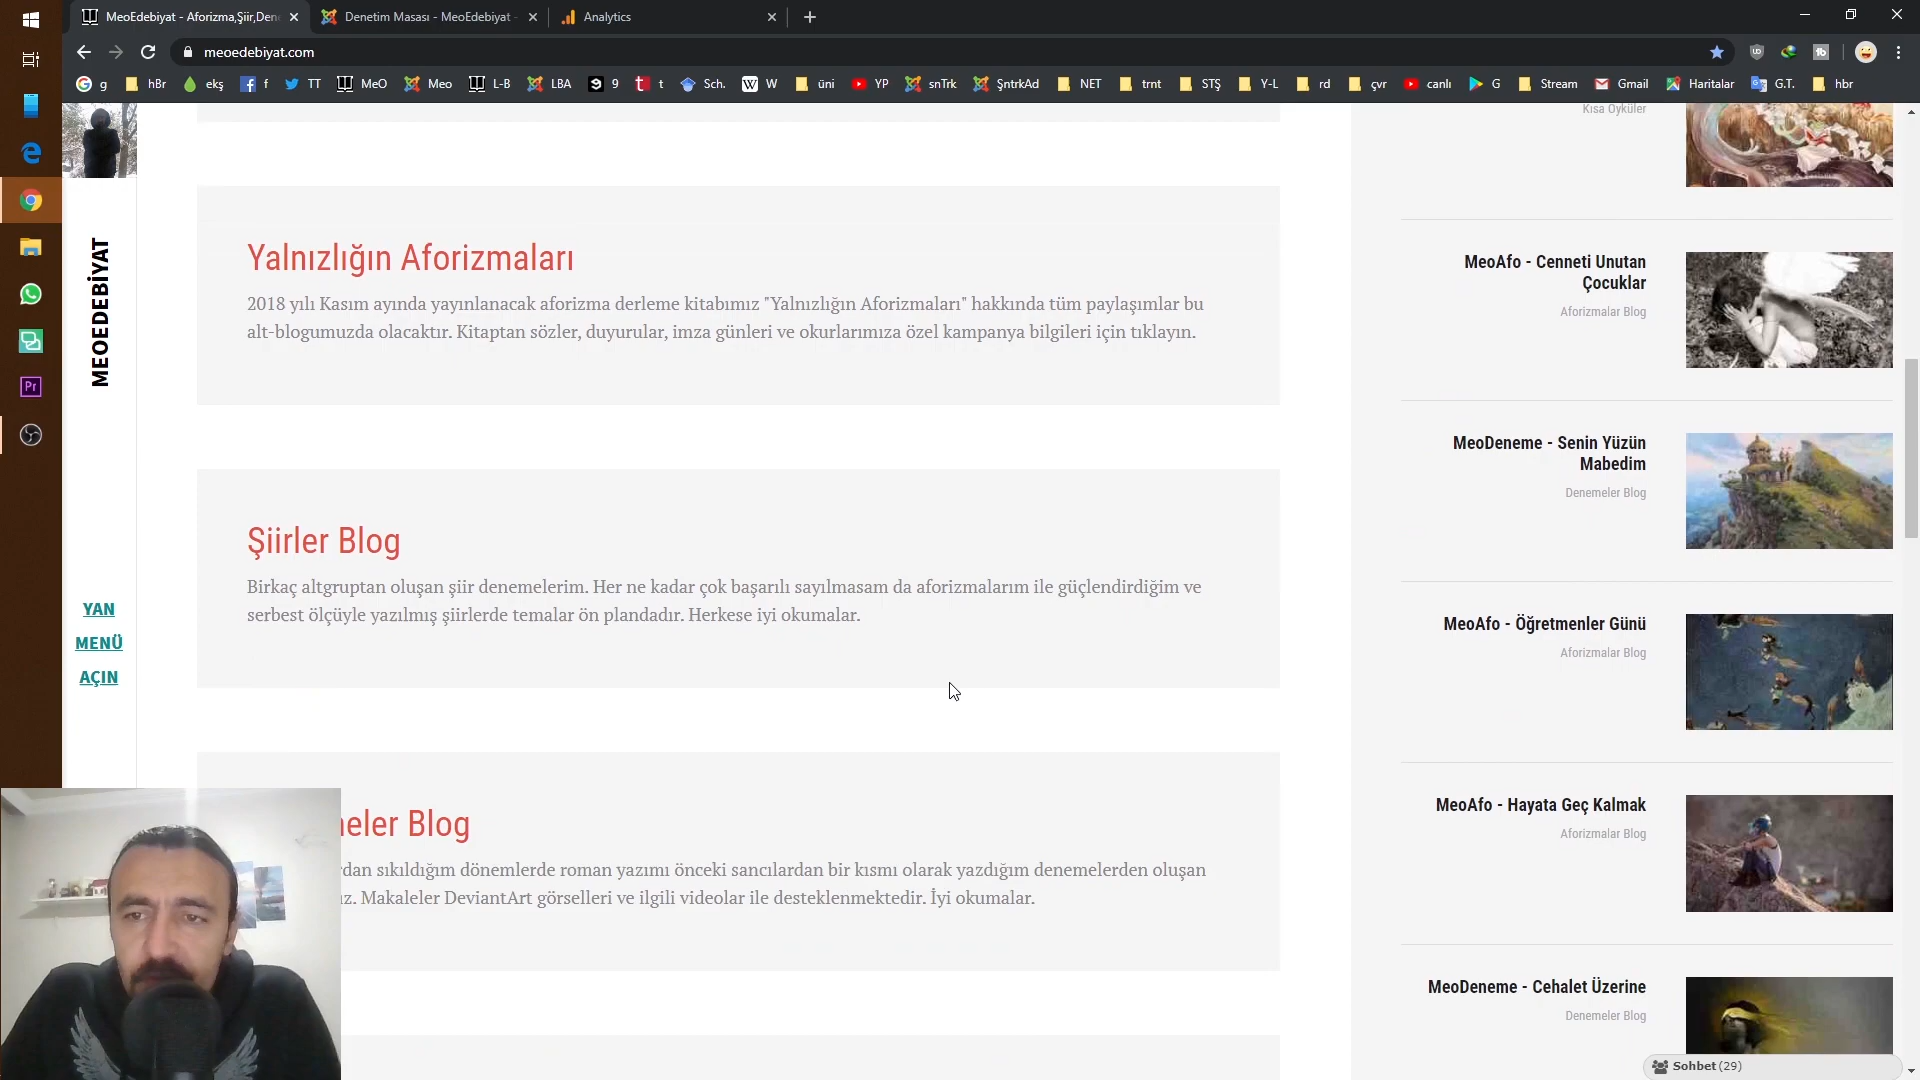 MeoEdebiyat - Aforizma,Şiir,Den
Denetim Masası - MeoEdebiyat -
Analytics
meoedebiyat.com
g
hBr
ekş
f
TT
MeO
Meo
L-B
LBA
9
t
Sch.
W
üni
YP
snTrk
ŞntrkAd
NET
trnt
STŞ
Y-L
rd
çvr
canlı
G
Stream
Gmail
Haritalar
G.T.
hbr
MEOEDEBİYAT
YAN
MENÜ
AÇIN
Yalnızlığın Aforizmaları
2018 yılı Kasım ayında yayınlanacak aforizma derleme kitabımız "Yalnızlığın Aforizmaları" hakkında tüm paylaşımlar bu
alt-blogumuzda olacaktır. Kitaptan sözler, duyurular, imza günleri ve okurlarımıza özel kampanya bilgileri için tıklayın.
Şiirler Blog
Birkaç altgruptan oluşan şiir denemelerim. Her ne kadar çok başarılı sayılmasam da aforizmalarım ile güçlendirdiğim ve
serbest ölçüyle yazılmış şiirlerde temalar ön plandadır. Herkese iyi okumalar.
neler Blog
rdan sıkıldığım dönemlerde roman yazımı önceki sancılardan bir kısmı olarak yazdığım denemelerden oluşan
ız. Makaleler DeviantArt görselleri ve ilgili videolar ile desteklenmektedir. İyi okumalar.
Kısa Öyküler
MeoAfo - Cenneti Unutan
Çocuklar
Aforizmalar Blog
MeoDeneme - Senin Yüzün
Mabedim
Denemeler Blog
MeoAfo - Öğretmenler Günü
Aforizmalar Blog
MeoAfo - Hayata Geç Kalmak
Aforizmalar Blog
MeoDeneme - Cehalet Üzerine
Denemeler Blog
Sohbet (29)
Pr